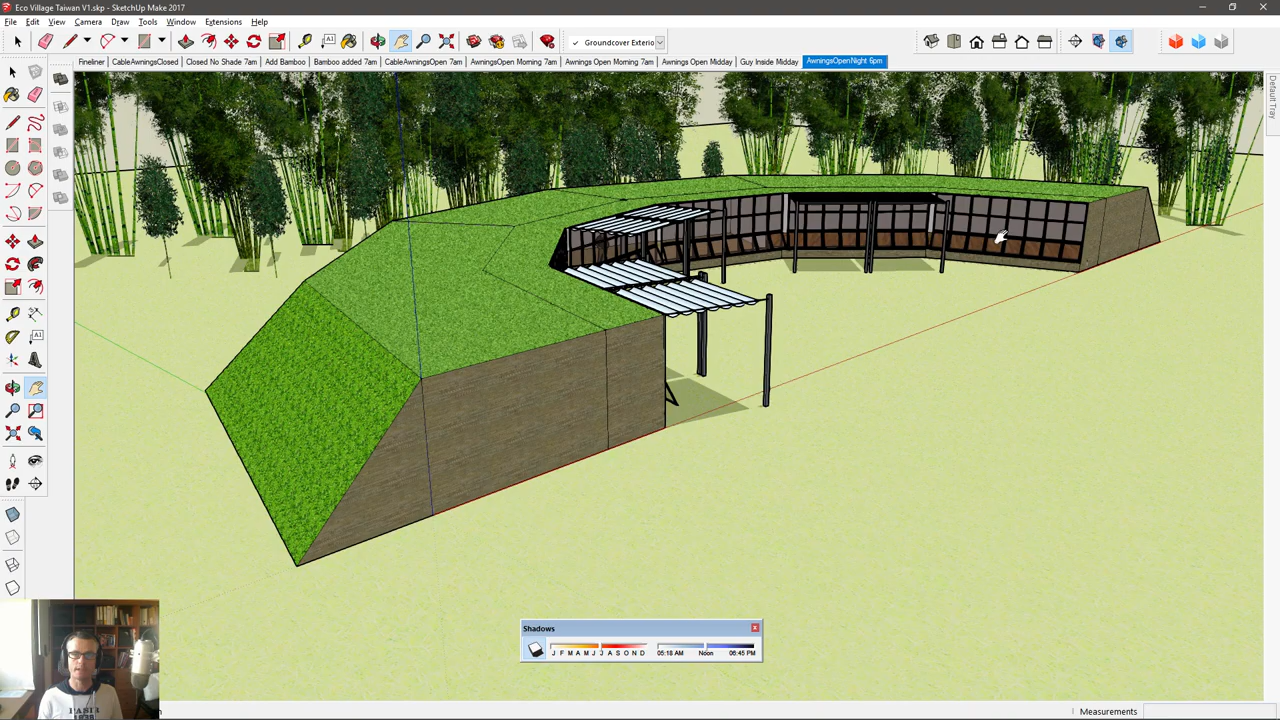 Eco Village Taiwan V1.skp - SketchUp Make 2017
File Edit View Camera Draw Tools Window Extensions Help
Groundcover Exterio
Fineliner CableAwningsClosed Closed No Shade 7am Add Bamboo Bamboo added 7am CableAwningsOpen 7am AwningsOpen Morning 7am Awnings Open Morning 7am Awnings Open Midday Guy Inside Midday AwningsOpenNight 6pm
Default Tray
Shadows
J F M A M J J A S O N D 05:18 AM Noon 06:45 PM
Measurements